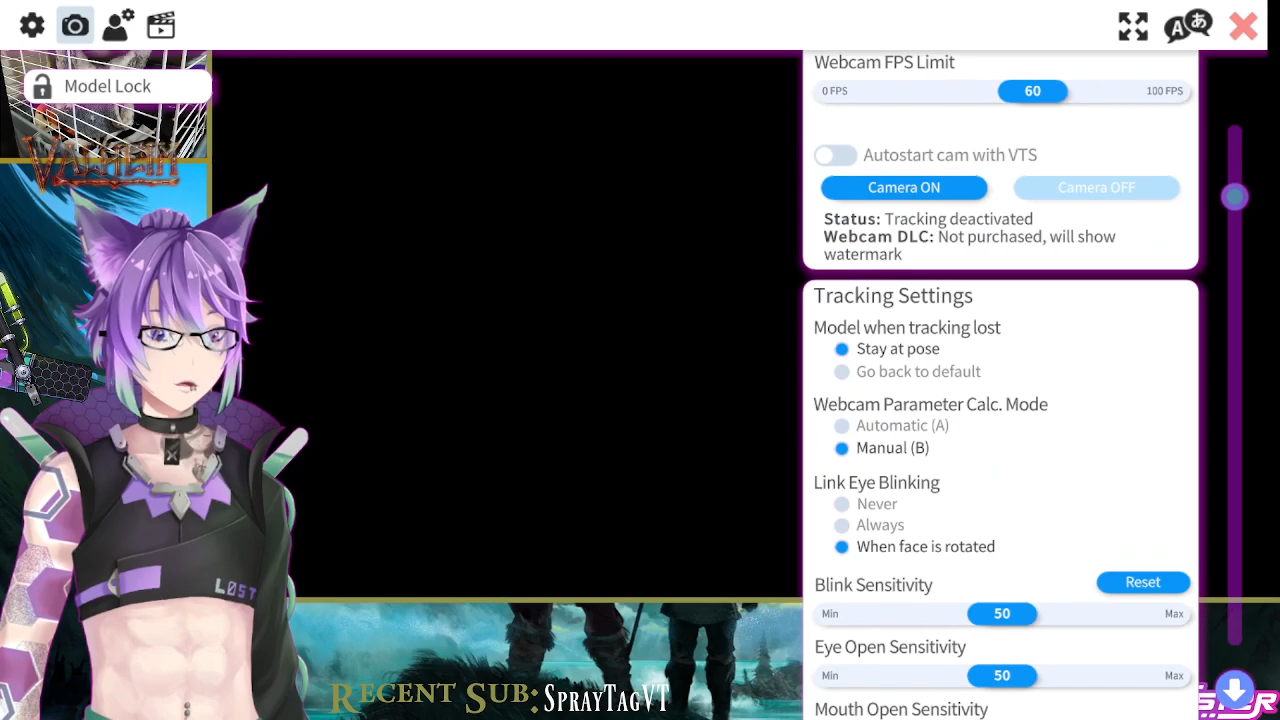 Model Lock
VALHEIM
L0ST
Webcam FPS Limit
0 FPS 60 100 FPS
Autostart cam with VTS
Camera ON Camera OFF
Status: Tracking deactivated
Webcam DLC: Not purchased, will show
watermark
Tracking Settings
Model when tracking lost
Stay at pose
Go back to default
Webcam Parameter Calc. Mode
Automatic (A)
Manual (B)
Link Eye Blinking
Never
Always
When face is rotated
Blink Sensitivity Reset
Min 50 Max
Eye Open Sensitivity
Min 50 Max
Mouth Open Sensitivity
RECENT SUB: SPRAYTAGVT
A あ